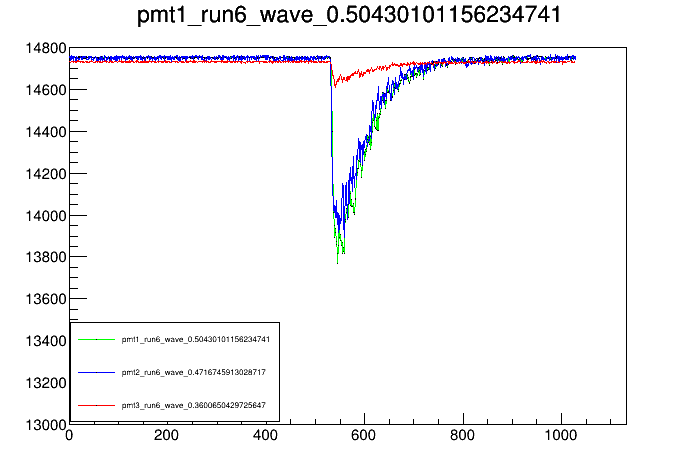 pmt1_run6_wave_0.50430101156234741
14800
14600
14400
14200
14000
13800
13600
13400
13200
13000
pmt1_run6_wave_0.50430101156234741
pmt2_run6_wave_0.4716745913028717
pmt3_run6_wave_0.3600650429725647
0 200 400 600 800 1000